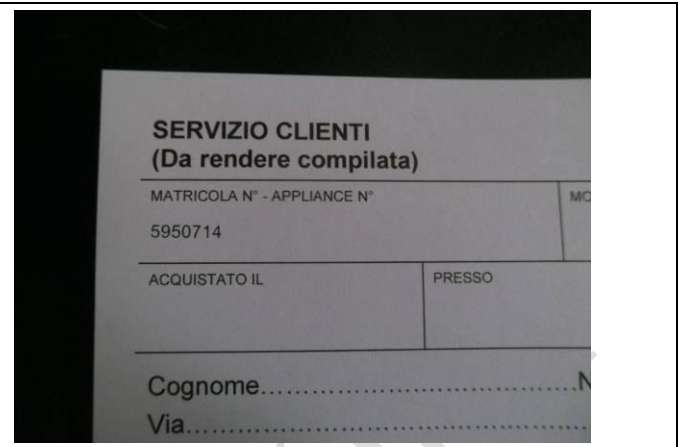 SERVIZIO CLIENTI
(Da rendere compilata)
MATRICOLA N° - APPLIANCE N°
5950714
ACQUISTATO IL PRESSO
Cognome..........................................
Via..........................................